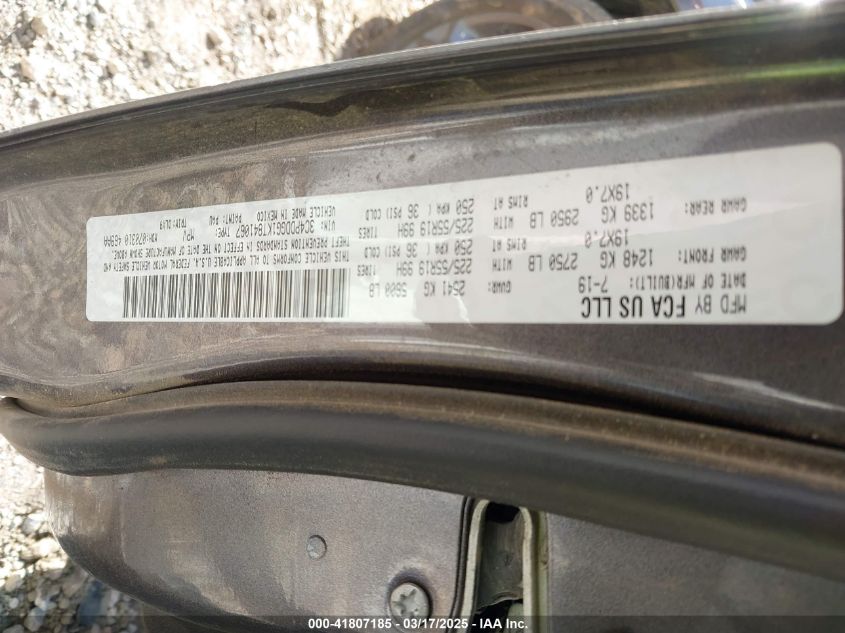 MFD BY FCA US LLC
DATE OF MFR(BUILT): 7-19 GVWR: 2541 KG 5600 LB
GAWR FRONT: 1248 KG 2750 LB WITH 225/55R19 99H TIRES
19X7.0 RIMS AT 250 KPA ( 36 PSI) COLD
GAWR REAR: 1339 KG 2950 LB WITH 225/55R19 99H TIRES
19X7.0 RIMS AT 250 KPA ( 36 PSI) COLD
THIS VEHICLE CONFORMS TO ALL APPLICABLE U.S.A. FEDERAL MOTOR VEHICLE SAFETY AND
THEFT PREVENTION STANDARDS IN EFFECT ON THE DATE OF MANUFACTURE SHOWN ABOVE.
VIN: 3C4PDDGG1KT841067 TYPE: MPV MDH:070310 469AA
VEHICLE MADE IN MEXICO PAINT: PAU
000-41807185 - 03/17/2025 - IAA Inc.